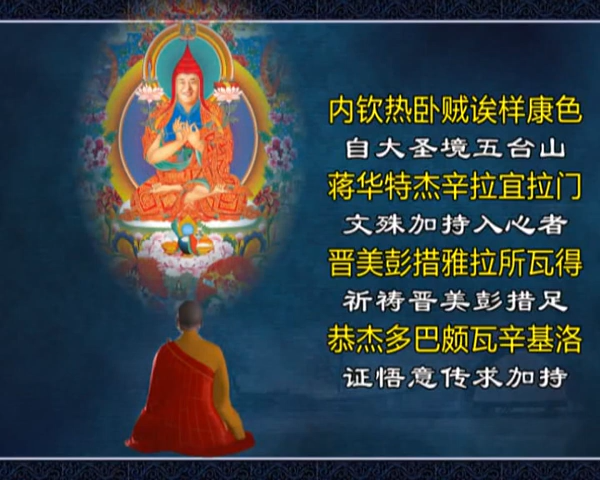 内钦热卧贼诶样康色
自大圣境五台山
蒋华特杰辛拉宜拉门
文殊加持入心者
晋美彭措雅拉所瓦得
祈祷晋美彭措足
恭杰多巴颇瓦辛基洛
证悟意传求加持